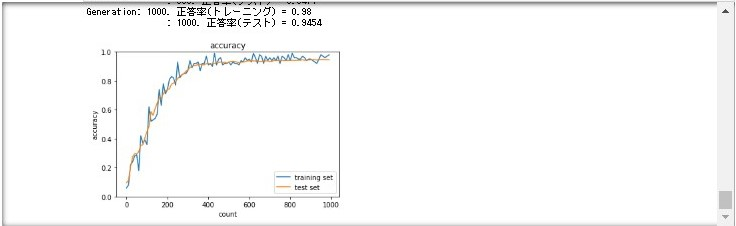 Generation: 1000. 正答率(トレーニング) = 0.98
: 1000. 正答率(テスト) = 0.9454
accuracy
1.0
0.8
0.6
0.4
0.2
0.0
accuracy
0
200
400
600
800
1000
count
training set
test set